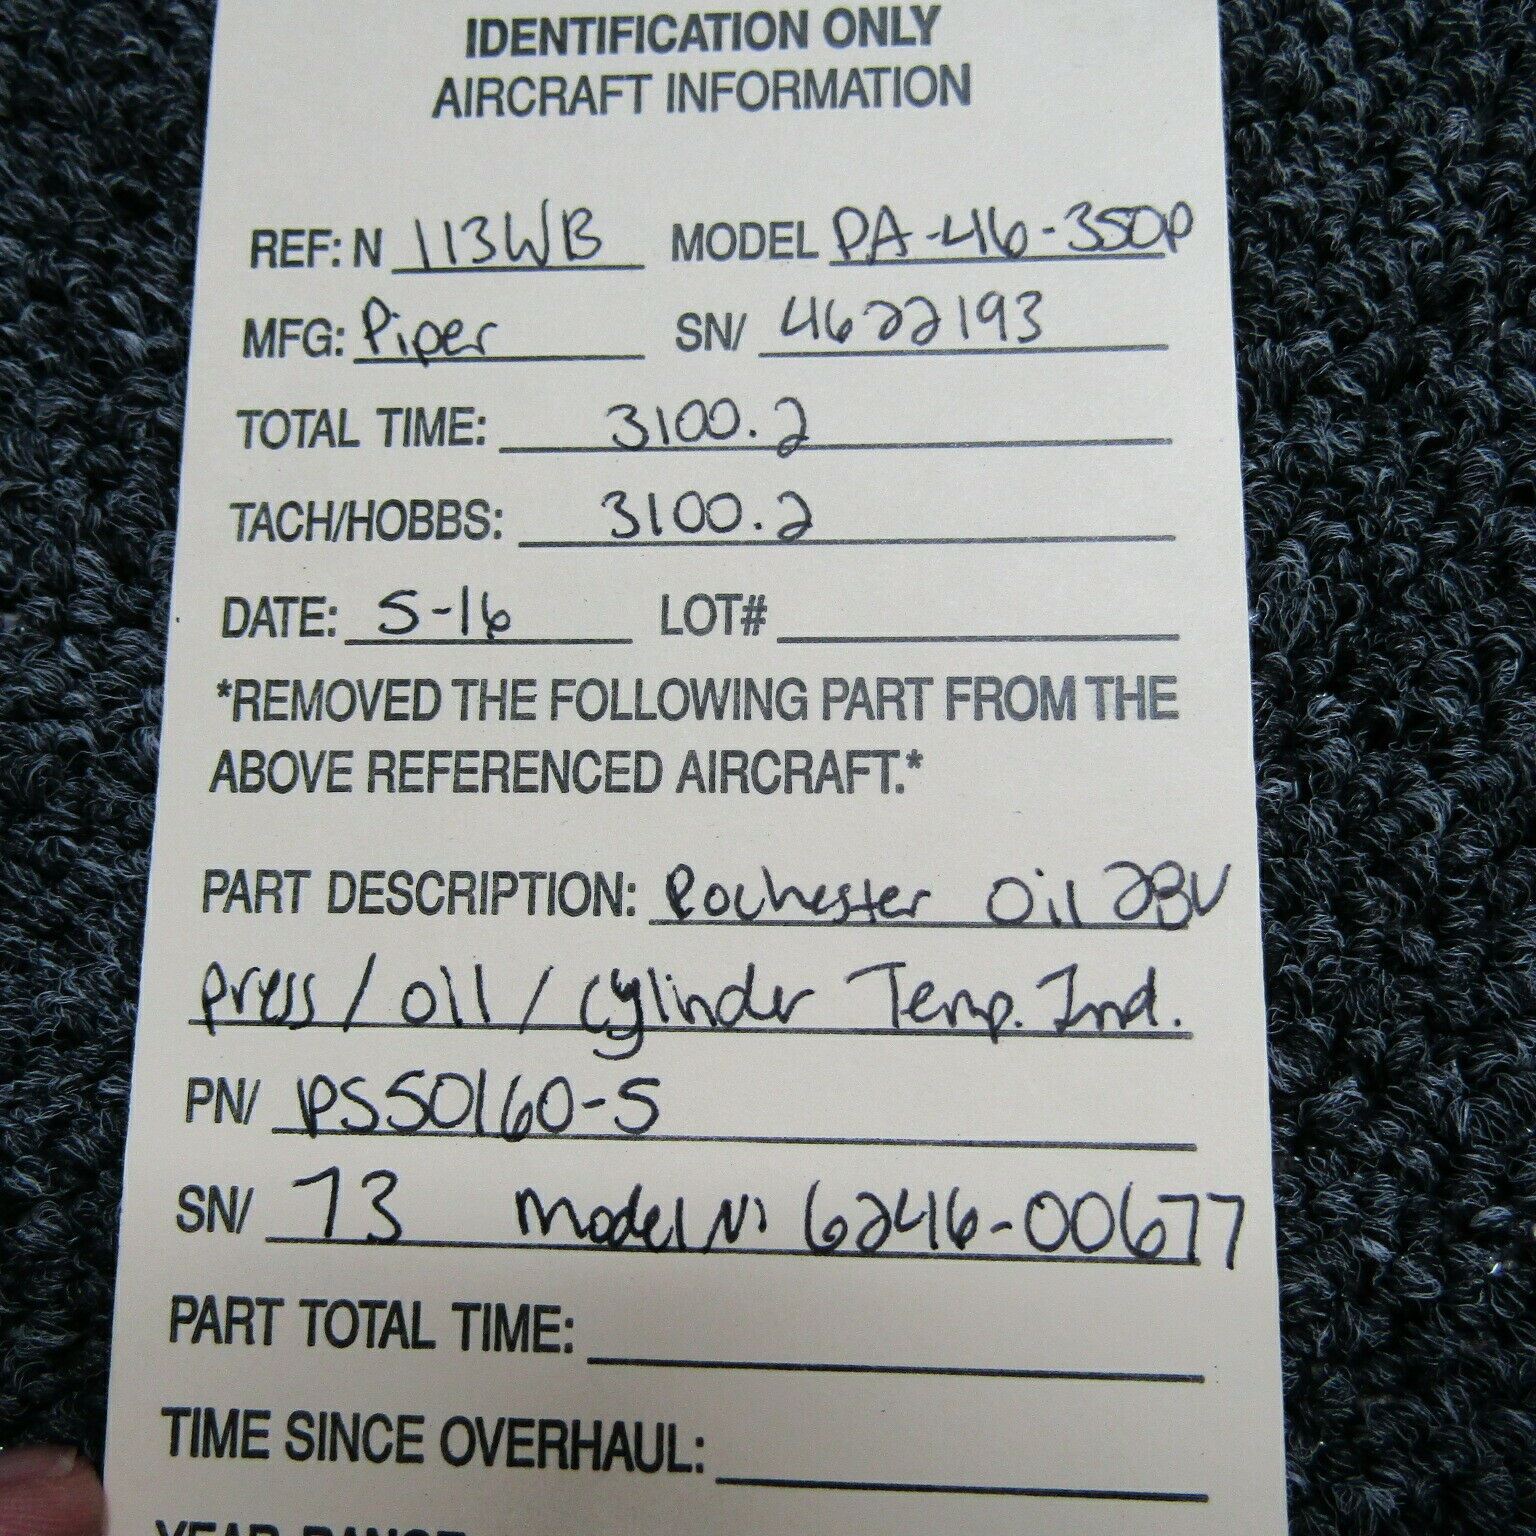 IDENTIFICATION ONLY
AIRCRAFT INFORMATION
REF: N 113WB MODEL PA-46-350P
MFG: Piper SN/ 4622193
TOTAL TIME: 3100.2
TACH/HOBBS: 3100.2
DATE: 5-16 LOT#
*REMOVED THE FOLLOWING PART FROM THE
ABOVE REFERENCED AIRCRAFT.*
PART DESCRIPTION: Rochester Oil 28V
press/oil/cylinder Temp. Ind.
PN/ PS50160-5
SN/ 73 Model N: 6246-00677
PART TOTAL TIME:
TIME SINCE OVERHAUL:
YEAR RANGE